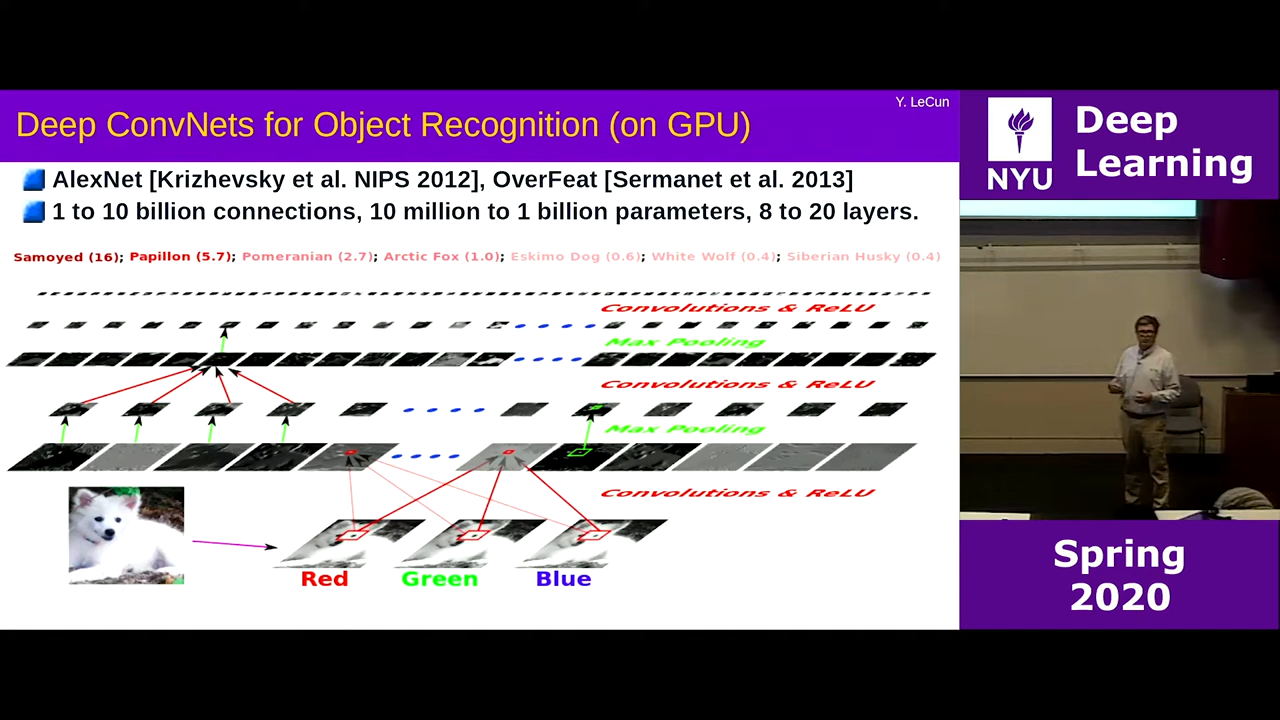 Y. LeCun
Deep ConvNets for Object Recognition (on GPU)
AlexNet [Krizhevsky et al. NIPS 2012], OverFeat [Sermanet et al. 2013]
1 to 10 billion connections, 10 million to 1 billion parameters, 8 to 20 layers.
Samoyed (16); Papillon (5.7); Pomeranian (2.7); Arctic Fox (1.0); Eskimo Dog (0.6); White Wolf (0.4); Siberian Husky (0.4)
Convolutions & ReLU
Max Pooling
Convolutions & ReLU
Max Pooling
Convolutions & ReLU
Red Green Blue
NYU
Deep
Learning
Spring
2020